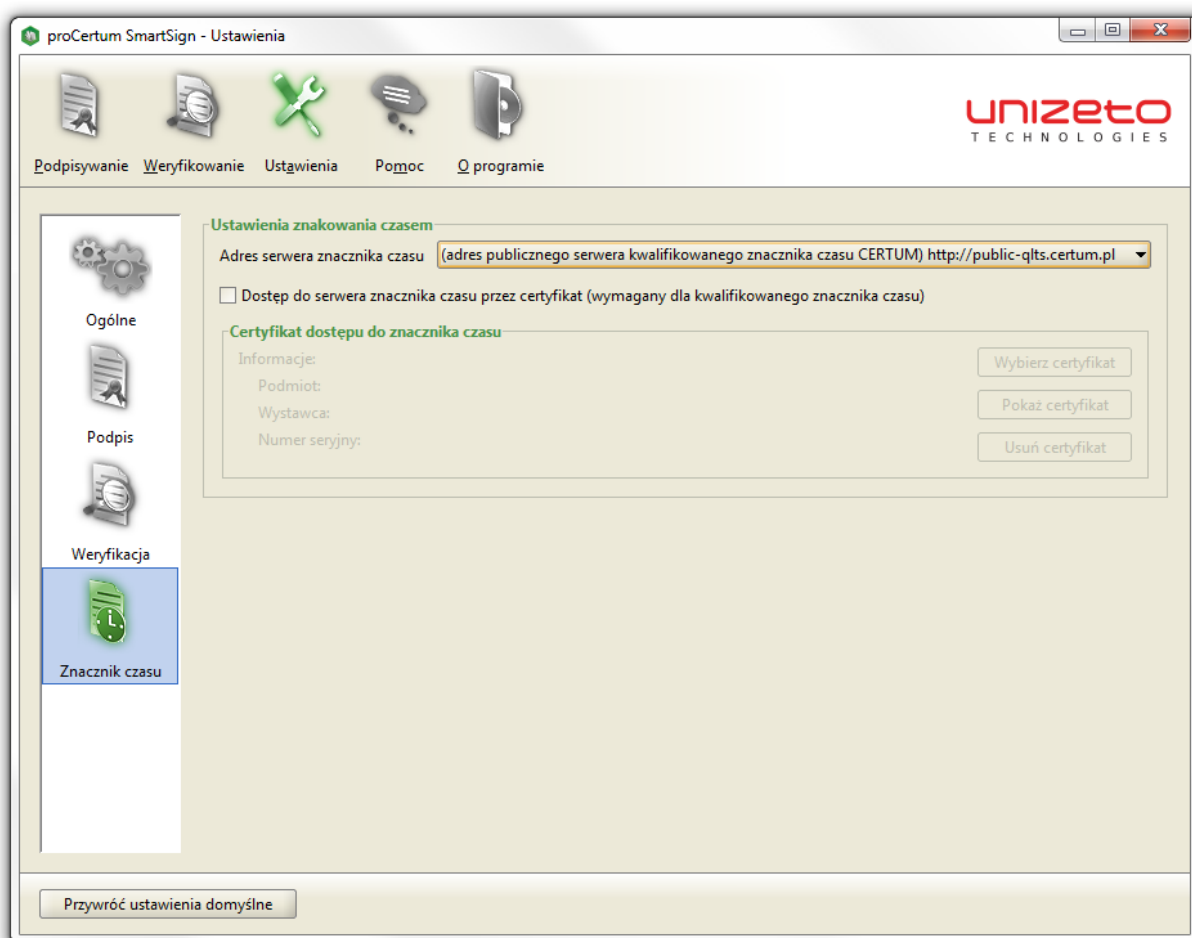 proCertum SmartSign - Ustawienia
Podpisywanie Weryfikowanie Ustawienia Pomoc O programie
unizeto
TECHNOLOGIES
Ogólne
Podpis
Weryfikacja
Znacznik czasu
Ustawienia znakowania czasem
Adres serwera znacznika czasu (adres publicznego serwera kwalifikowanego znacznika czasu CERTUM) http://public-qlts.certum.pl
Dostęp do serwera znacznika czasu przez certyfikat (wymagany dla kwalifikowanego znacznika czasu)
Certyfikat dostępu do znacznika czasu
Informacje:
Podmiot:
Wystawca:
Numer seryjny:
Wybierz certyfikat
Pokaż certyfikat
Usuń certyfikat
Przywróć ustawienia domyślne